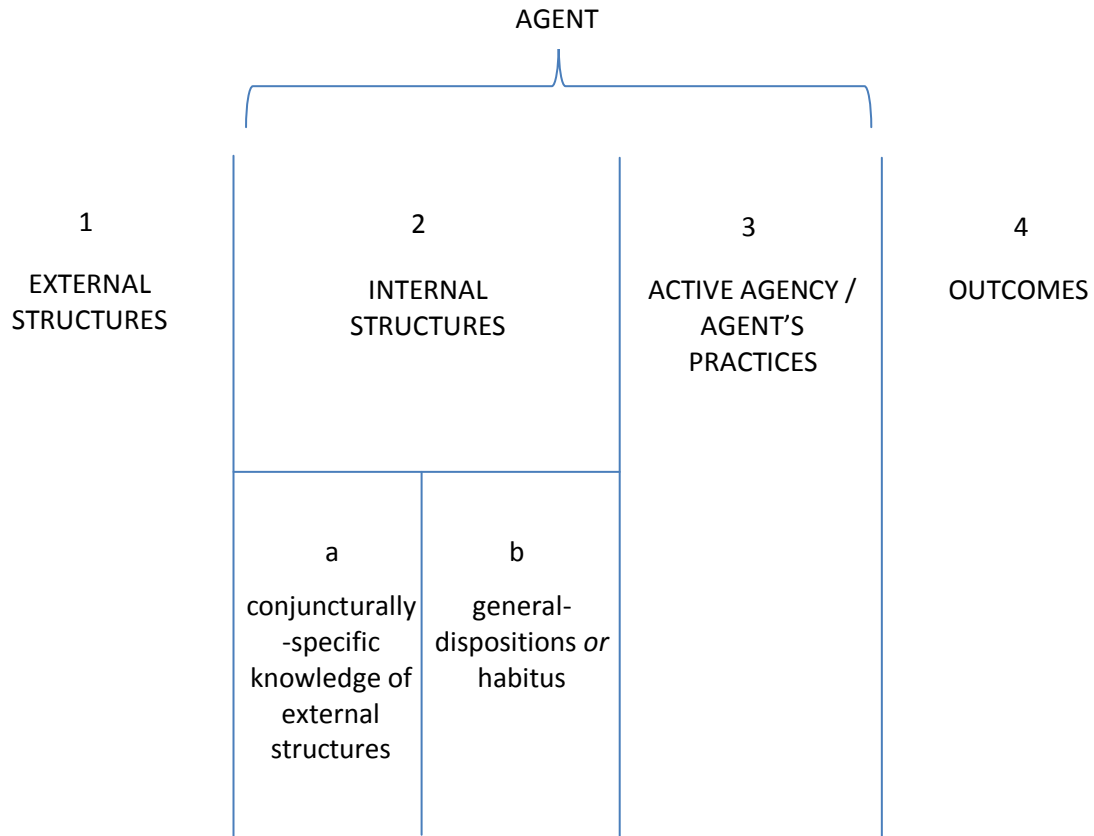 AGENT
1
EXTERNAL
STRUCTURES
2
INTERNAL
STRUCTURES
3
ACTIVE AGENCY /
AGENT’S
PRACTICES
4
OUTCOMES
a
conjuncturally
-specific
knowledge of
external
structures
b
general-
dispositions or
habitus